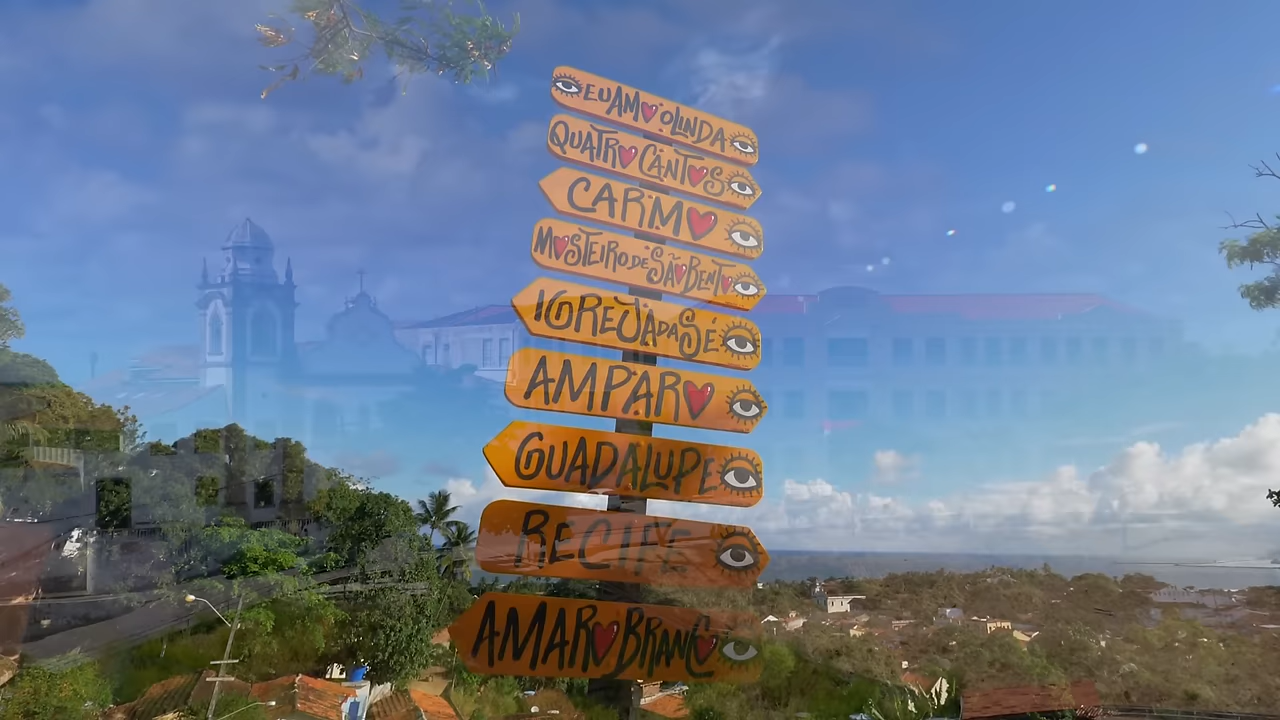 EU AMO OLINDA
QUATRO CANTOS
CARMO
MOSTEIRO DE SÃO BENTO
IGREJA DA SÉ
AMPARO
GUADALUPE
RECIFE
AMARO BRANCO